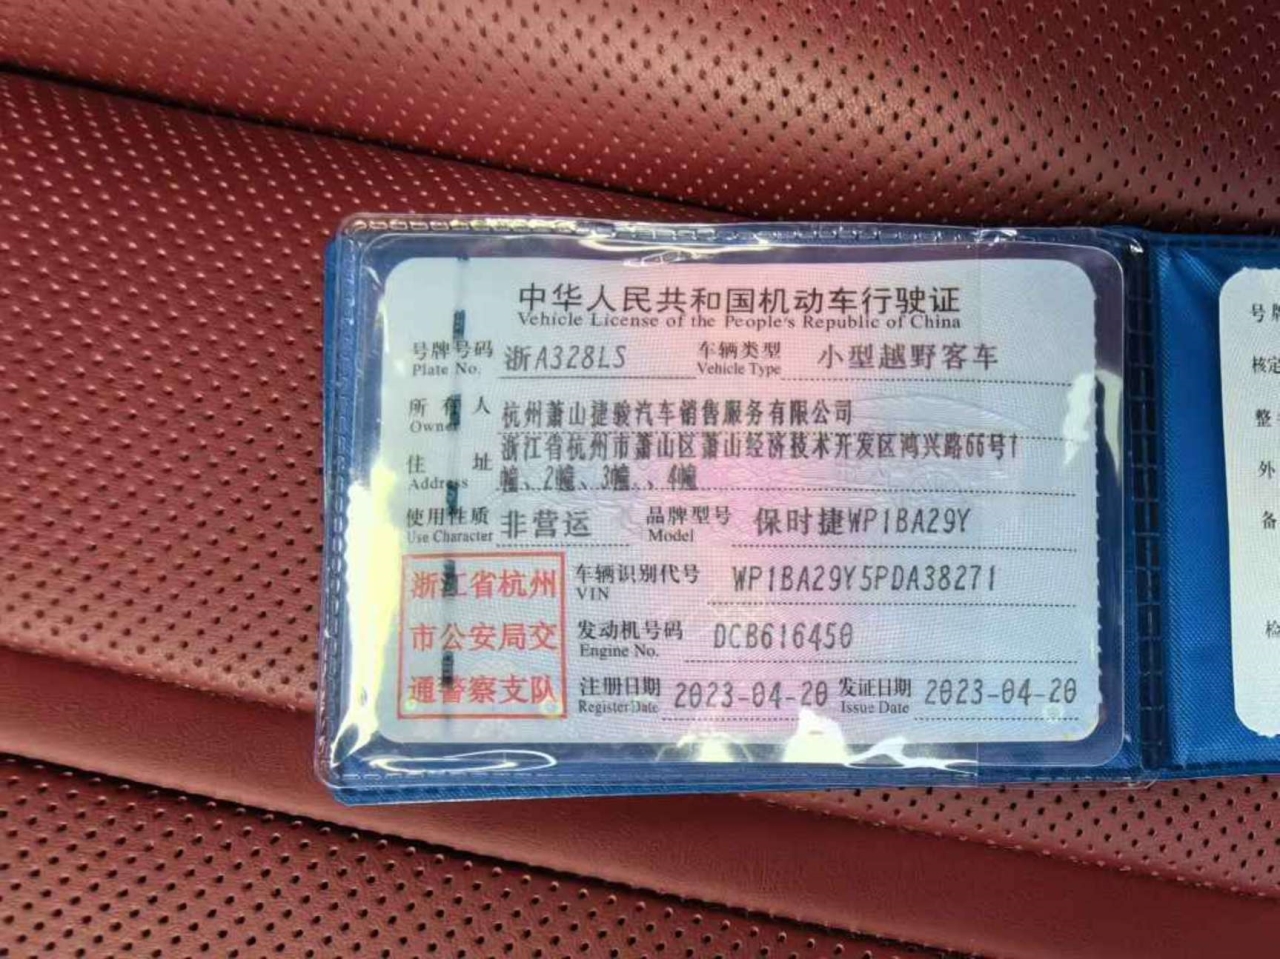 中华人民共和国机动车行驶证
Vehicle License of the People's Republic of China
号牌号码 浙A328LS 车辆类型 小型越野客车
Plate No. Vehicle Type
所有人 杭州萧山捷骏汽车销售服务有限公司
Owner
浙江省杭州市萧山区萧山经济技术开发区鸿兴路66号1
住址
Address 幢、2幢、3幢、4幢
使用性质 非营运 品牌型号 保时捷WP1BA29Y
Use Character Model
浙江省杭州
市公安局交
通警察支队
车辆识别代号 WP1BA29Y5PDA38271
VIN
发动机号码 DCB616450
Engine No.
注册日期 2023-04-20 发证日期 2023-04-20
Register Date Issue Date
号牌
核定
整
外
备
检